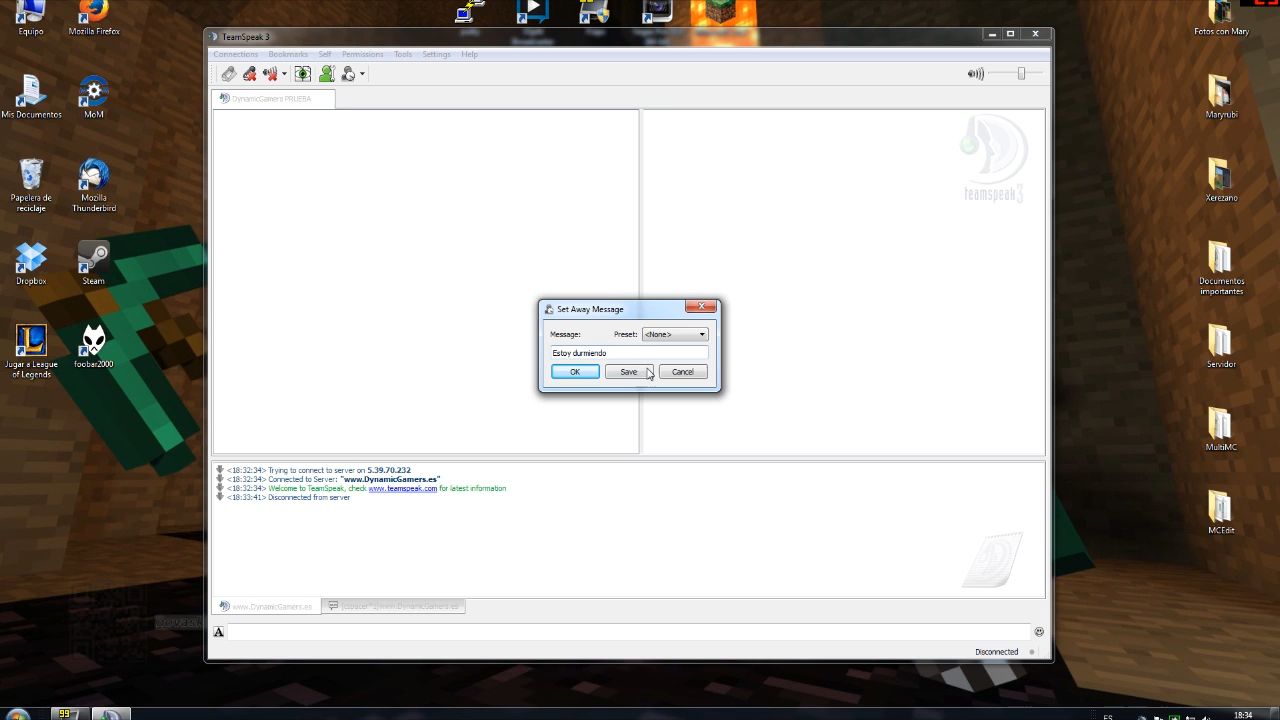 Equipo
Mozilla Firefox
Fotos con Mary
TeamSpeak 3
Connections Bookmarks Self Permissions Tools Settings Help
DynamicGamers PRUEBA
Mis Documentos
MoM
Maryrubi
teamspeak3
Papelera de
reciclaje
Mozilla
Thunderbird
Xerezano
Dropbox
Steam
Documentos
importantes
Set Away Message
Message: Preset: <None>
Estoy durmiendo
OK Save Cancel
Jugar a League
of Legends
foobar2000
Servidor
MultiMC
<18:32:34> Trying to connect to server on 5.39.70.232
<18:32:34> Connected to Server: "www.DynamicGamers.es"
<18:32:34> Welcome to TeamSpeak, check www.teamspeak.com for latest information
<18:33:41> Disconnected from server
MCEdit
www.DynamicGamers.es
A
Disconnected
99
ES
18:34